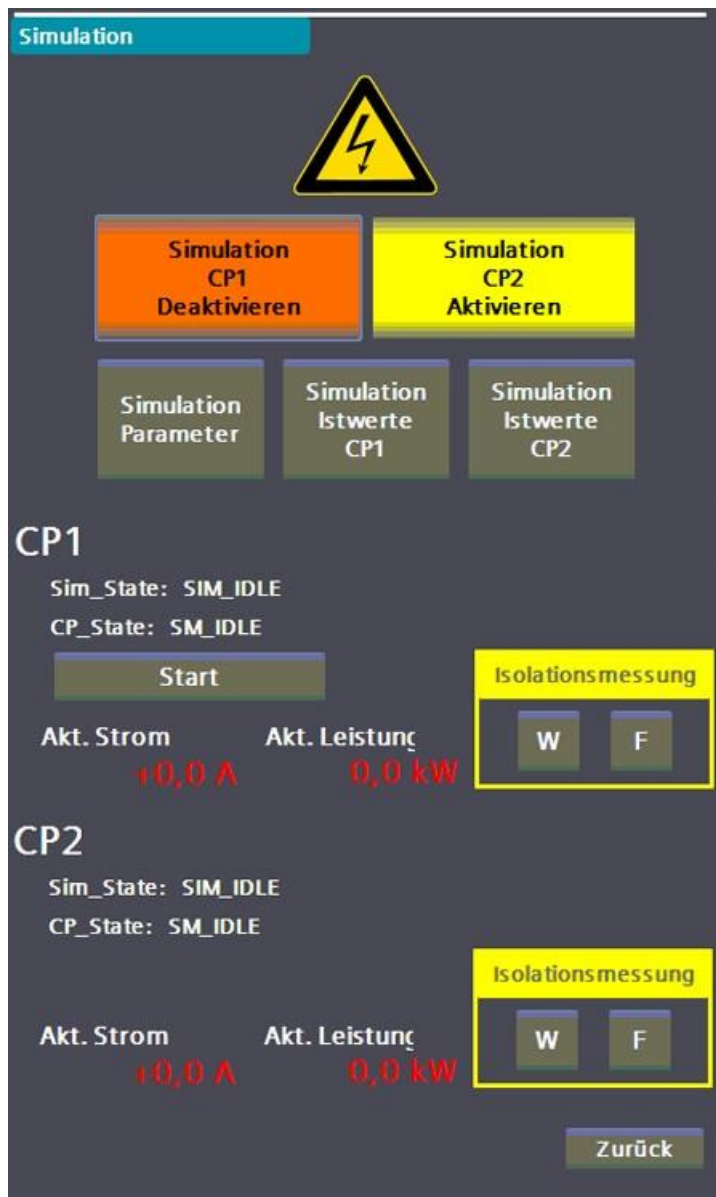 Simulation
Simulation
CP1
Deaktivieren
Simulation
CP2
Aktivieren
Simulation
Parameter
Simulation
Istwerte
CP1
Simulation
Istwerte
CP2
CP1
Sim_State: SIM_IDLE
CP_State: SM_IDLE
Start
Isolationsmessung
W F
Akt. Strom Akt. Leistung
+0,0 A 0,0 kW
CP2
Sim_State: SIM_IDLE
CP_State: SM_IDLE
Isolationsmessung
W F
Akt. Strom Akt. Leistung
+0,0 A 0,0 kW
Zurück